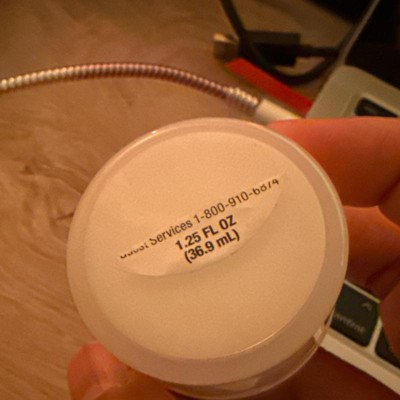 Services 1-800-910-6874
1.25 FL OZ
(36.9 mL)